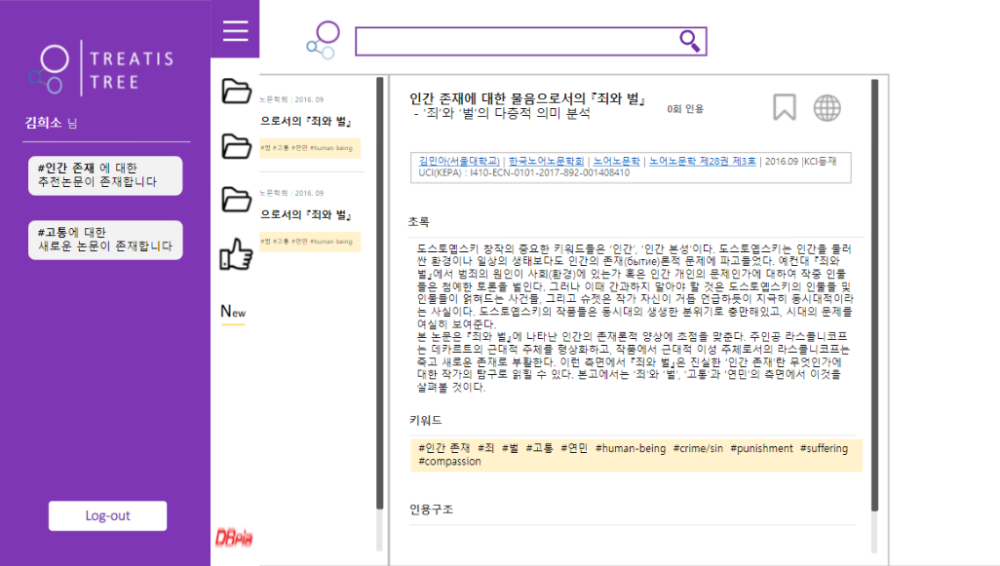 TREATIS
TREE
김희소 님
#인간 존재 에 대한
추천논문이 존재합니다
#고통에 대한
새로운 논문이 존재합니다
Log-out
New
DBpia
노문학회 | 2016. 09
으로서의 『죄와 벌』
#벌 #고통 #연민 #human-being
노문학회 | 2016. 09
으로서의 『죄와 벌』
#벌 #고통 #연민 #human-being
인간 존재에 대한 물음으로서의 『죄와 벌』
- ‘죄’와 ‘벌’의 다층적 의미 분석
0회 인용
김민아(서울대학교) | 한국노어노문학회 | 노어노문학 | 노어노문학 제28권 제3호 | 2016.09 |KCI등재
UCI(KEPA) : I410-ECN-0101-2017-892-001408410
초록
도스토옙스키 창작의 중요한 키워드들은 ‘인간’, ‘인간 본성’이다. 도스토옙스키는 인간을 둘러
싼 환경이나 일상의 생태보다도 인간의 존재(бытие)론적 문제에 파고들었다. 예컨대 『죄와
벌』에서 범죄의 원인이 사회(환경)에 있는가 혹은 인간 개인의 문제인가에 대하여 작중 인물
들은 첨예한 토론을 벌인다. 그러나 이때 간과하지 말아야 할 것은 도스토옙스키의 인물들 및
인물들이 얽혀드는 사건들, 그리고 슈젯은 작가 자신이 거듭 언급하듯이 지극히 동시대적이라
는 사실이다. 도스토옙스키의 작품들은 동시대의 생생한 분위기로 충만해있고, 시대의 문제를
여실히 보여준다.
본 논문은 『죄와 벌』에 나타난 인간의 존재론적 양상에 초점을 맞춘다. 주인공 라스콜니코프
는 데카르트의 근대적 주체를 형상화하고, 작품에서 근대적 이성 주체로서의 라스콜니코프는
죽고 새로운 존재로 부활한다. 이런 측면에서 『죄와 벌』은 진실한 ‘인간 존재’란 무엇인가에
대한 작가의 탐구로 읽힐 수 있다. 본고에서는 ‘죄’와 ‘벌’, ‘고통’과 ‘연민’의 측면에서 이것을
살펴볼 것이다.
키워드
#인간 존재 #죄 #벌 #고통 #연민 #human-being #crime/sin #punishment #suffering
#compassion
인용구조